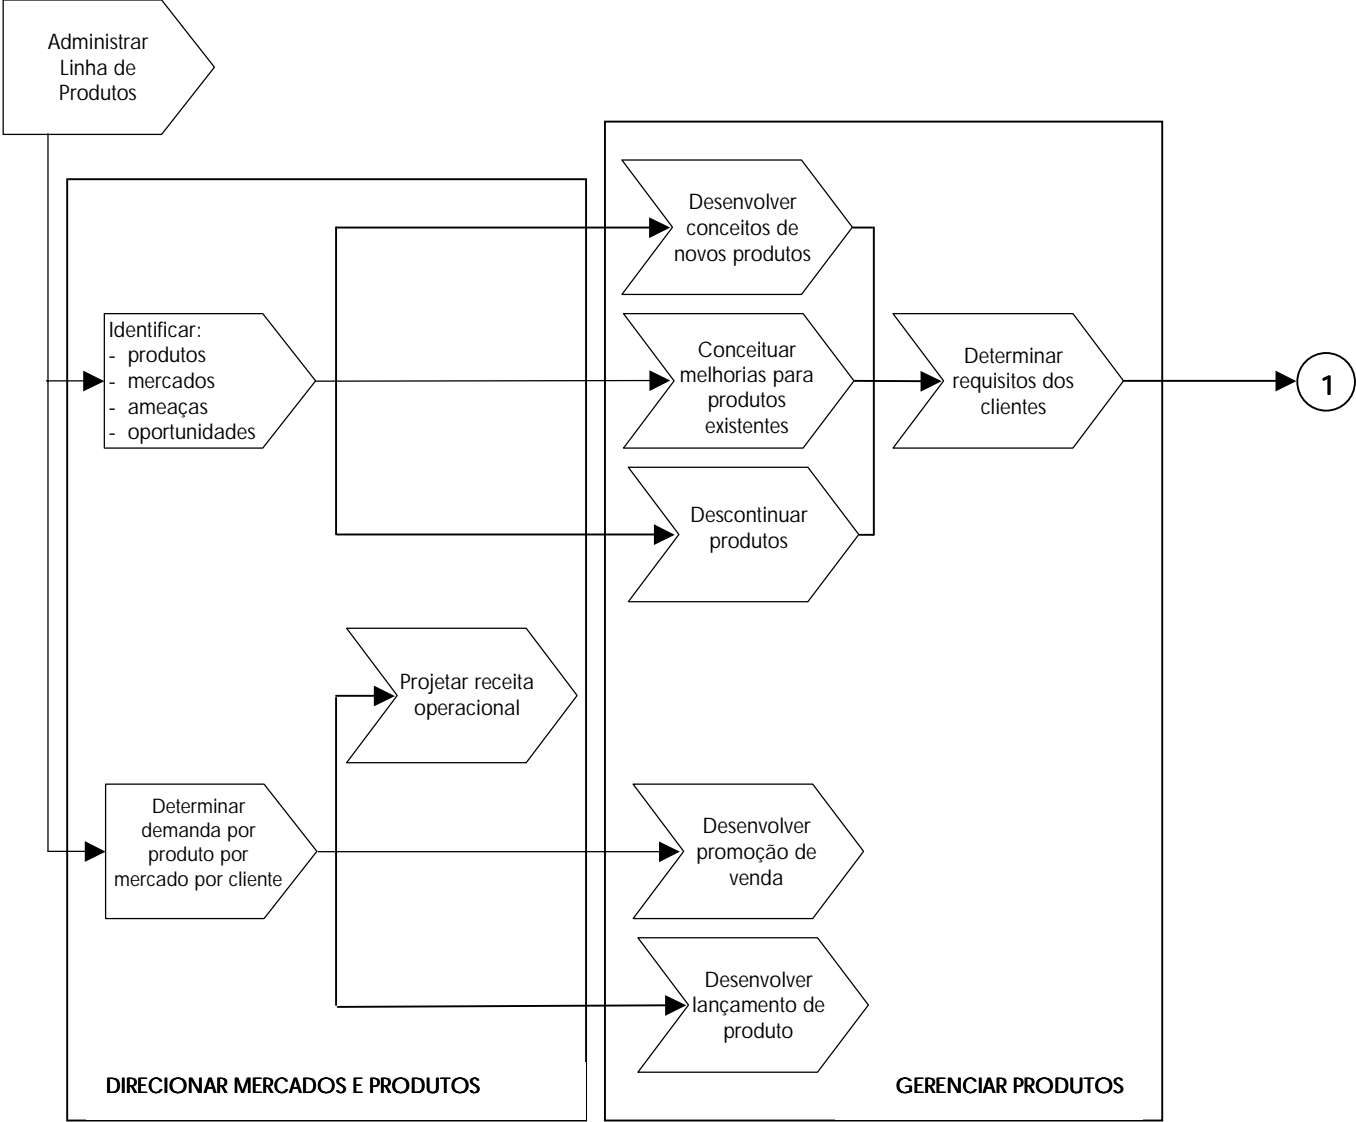 Administrar
Linha de
Produtos
Desenvolver
conceitos de
novos produtos
Identificar:
- produtos
- mercados
- ameaças
- oportunidades
Conceituar
melhorias para
produtos
existentes
Determinar
requisitos dos
clientes
1
Descontinuar
produtos
Projetar receita
operacional
Determinar
demanda por
produto por
mercado por cliente
Desenvolver
promoção de
venda
Desenvolver
lançamento de
produto
DIRECIONAR MERCADOS E PRODUTOS
GERENCIAR PRODUTOS